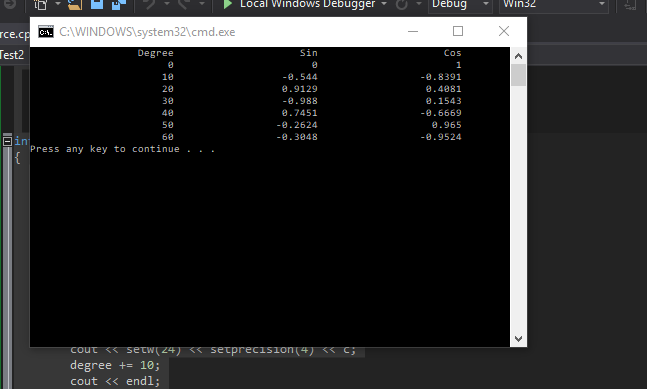 Local Windows Debugger Debug Win32
rce.cp
C:\WINDOWS\system32\cmd.exe
Test2
Degree Sin Cos
0 0 1
10 -0.544 -0.8391
20 0.9129 0.4081
30 -0.988 0.1543
40 0.7451 -0.6669
50 -0.2624 0.965
60 -0.3048 -0.9524
Press any key to continue . . .
int
{
cout << setw(24) << setprecision(4) << c;
degree += 10;
cout << endl;